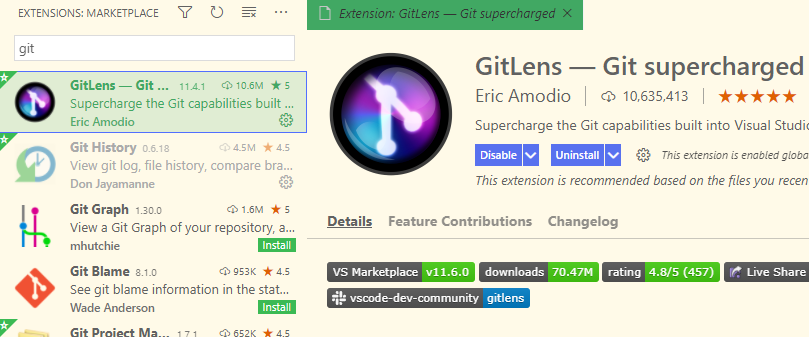 EXTENSIONS: MARKETPLACE
git
GitLens — Git ... 11.4.1 10.6M ★ 5
Supercharge the Git capabilities built ...
Eric Amodio
Git History 0.6.18 4.5M ★ 4.5
View git log, file history, compare bra...
Don Jayamanne
Git Graph 1.30.0 1.6M ★ 5
View a Git Graph of your repository, a...
mhutchie Install
Git Blame 8.1.0 953K ★ 4.5
See git blame information in the stat...
Wade Anderson Install
Git Project Ma... 1.7.1 652K ★ 4.5
Extension: GitLens — Git supercharged
GitLens — Git supercharged
Eric Amodio | 10,635,413 | ★★★★★
Supercharge the Git capabilities built into Visual Studio
Disable Uninstall This extension is enabled globa
This extension is recommended based on the files you recen
Details Feature Contributions Changelog
VS Marketplace v11.6.0 downloads 70.47M rating 4.8/5 (457) Live Share
vscode-dev-community gitlens